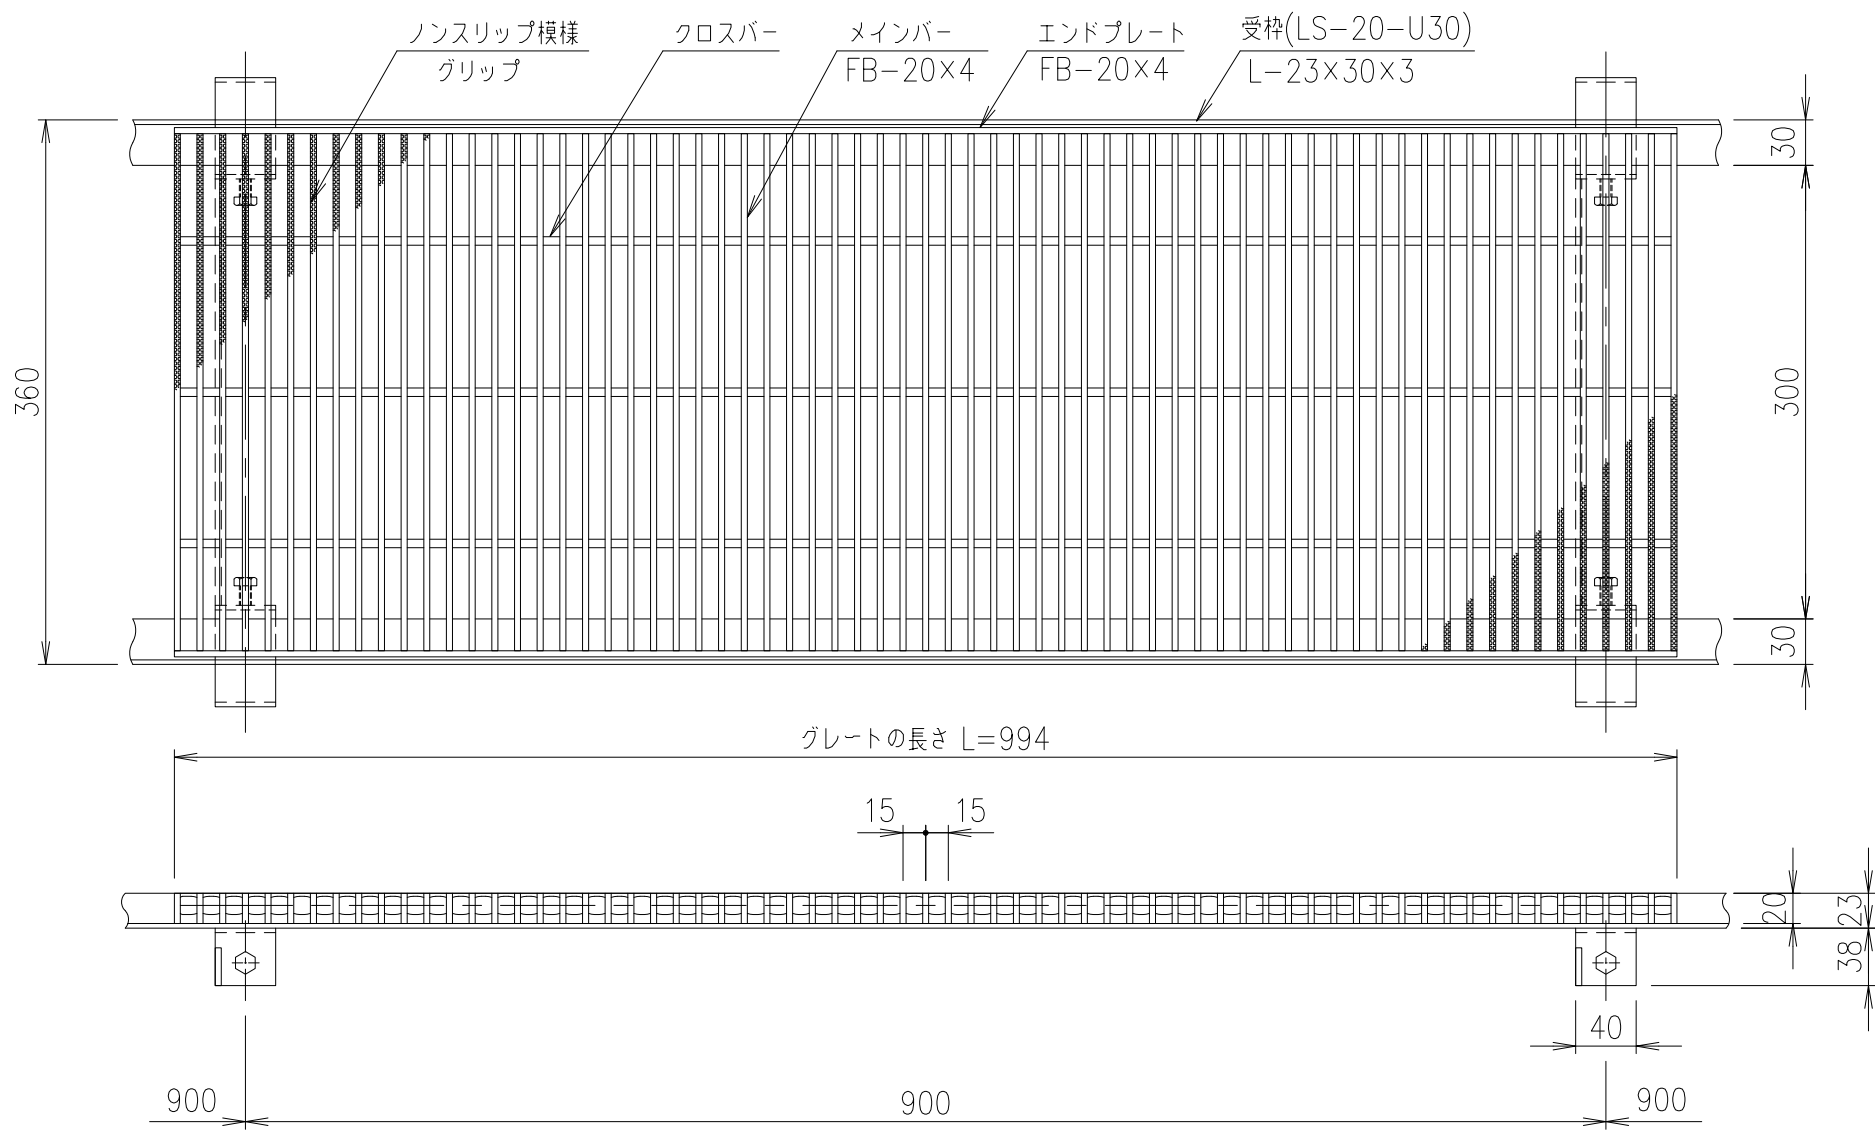 ノンスリップ模様
グリップ
クロスバー
メインバー
FB-20×4
エンドプレート
FB-20×4
受枠(LS-20-U30)
L-23×30×3
30
360
300
30
グレートの長さ L=994
15
15
20
23
38
40
900
900
900